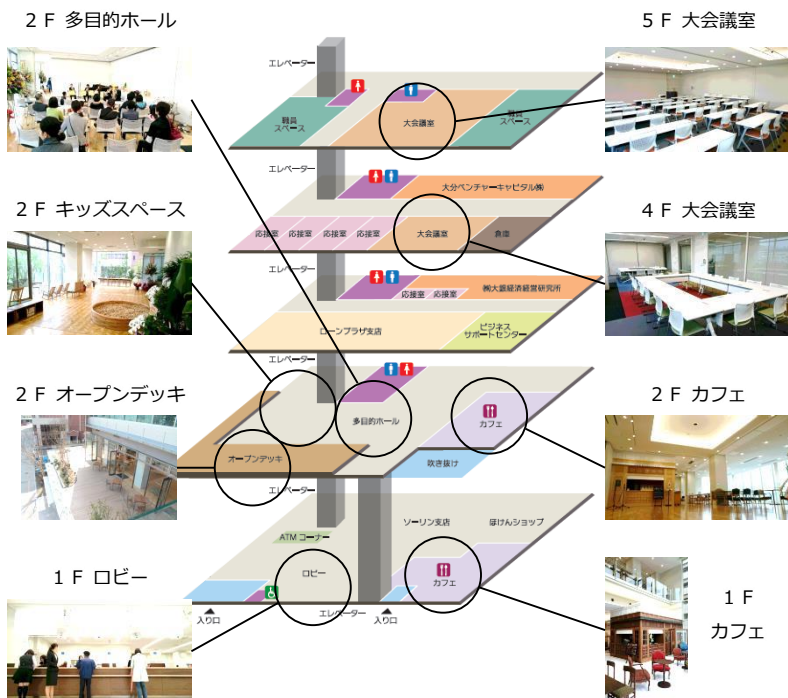 2F 多目的ホール
5F 大会議室
エレベーター
職員
スペース
大会議室
職員
スペース
エレベーター
2F キッズスペース
4F 大会議室
大分ベンチャーキャピタル㈱
応接室
応接室
応接室
応接室
大会議室
倉庫
エレベーター
㈱大銀経済経営研究所
応接室
応接室
ローンプラザ支店
ビジネス
サポートセンター
エレベーター
2F オープンデッキ
2F カフェ
多目的ホール
カフェ
オープンデッキ
吹き抜け
エレベーター
ソーリン支店
ほけんショップ
ATM コーナー
1F ロビー
ロビー
カフェ
1F
カフェ
入り口
エレベーター
入り口